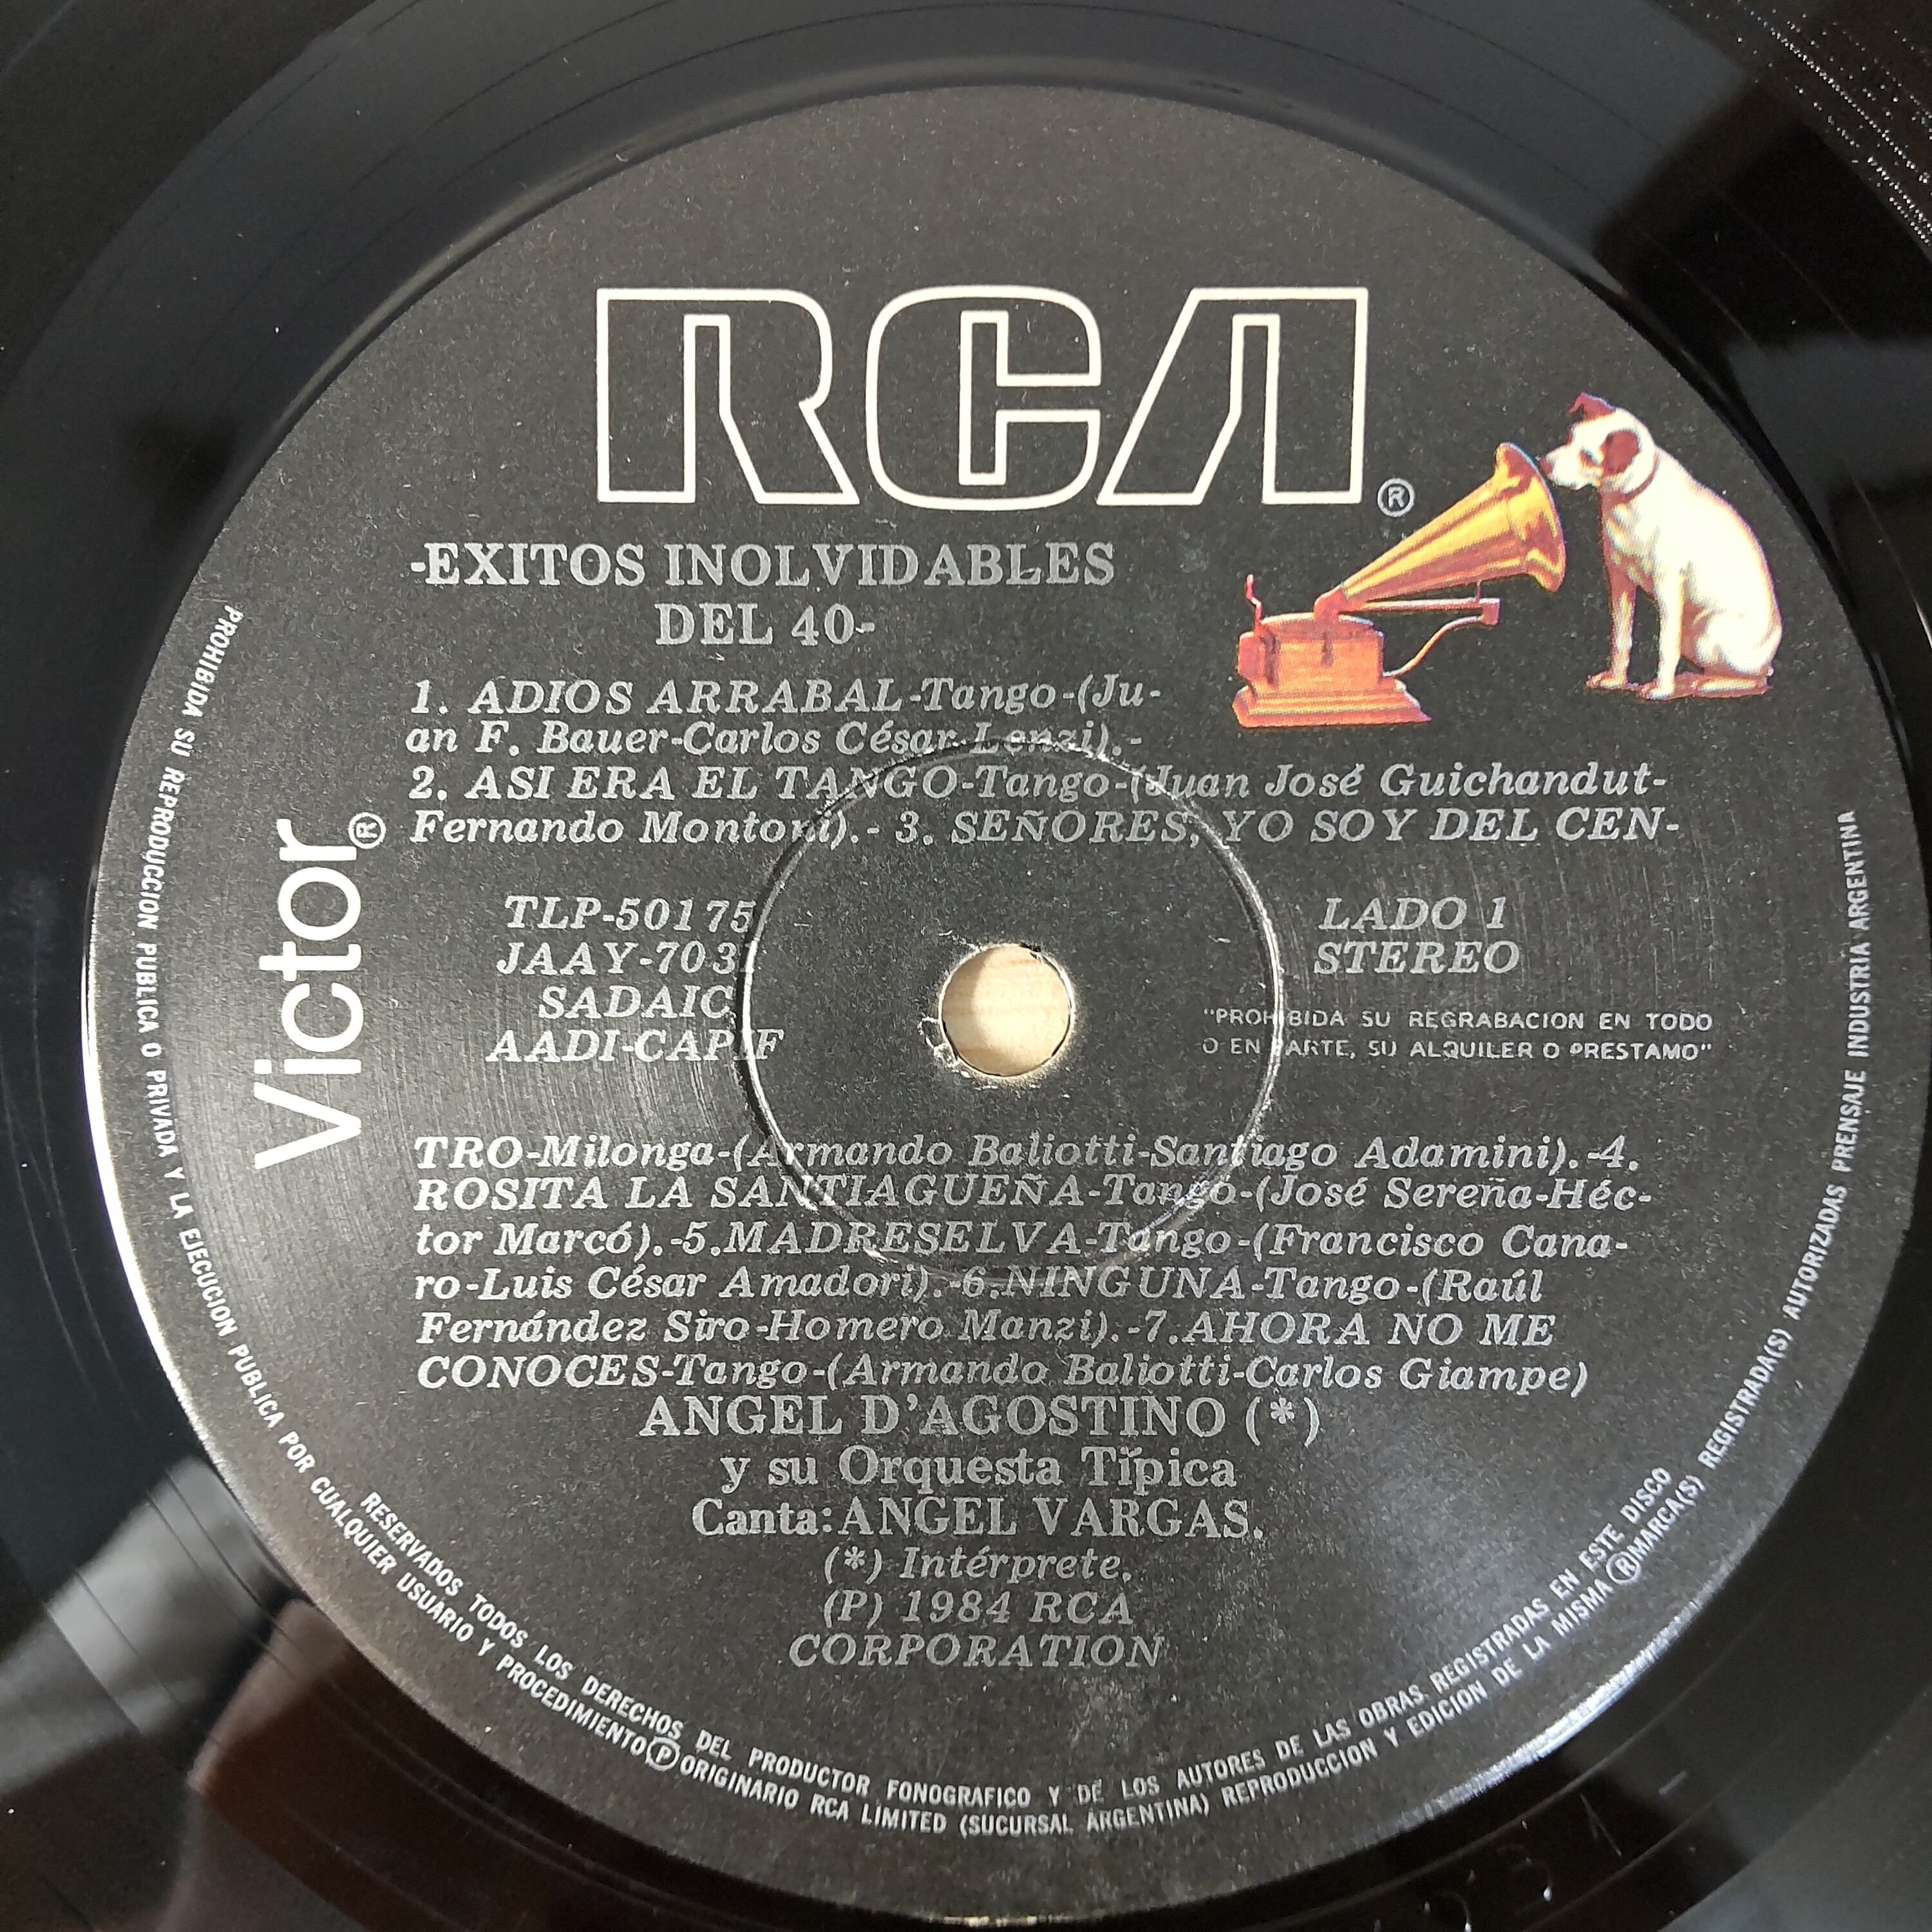 RCA®
-EXITOS INOLVIDABLES
DEL 40-
1. ADIOS ARRABAL-Tango-(Ju-
an F. Bauer-Carlos César Lenzi).-
2. ASI ERA EL TANGO-Tango-(Juan José Guichandut-
Fernando Montoni).- 3. SEÑORES, YO SOY DEL CEN-
Victor®
TLP-50175
SADAIC
AADI-CAPIF
LADO 1
STEREO
"PROHIBIDA SU REGRABACION EN TODO
O EN PARTE, SU ALQUILER O PRESTAMO"
TRO-Milonga-(Armando Baliotti-Santiago Adamini).-4.
ROSITA LA SANTIAGUEÑA-Tango-(José Sereña-Héc-
tor Marcó).-5.MADRESELVA-Tango-(Francisco Cana-
ro-Luis César Amadori).-6.NINGUNA-Tango-(Raúl
Fernández Siro-Homero Manzi).-7.AHORA NO ME
CONOCES-Tango-(Armando Baliotti-Carlos Giampe)
ANGEL D'AGOSTINO (*)
y su Orquesta Típica
Canta:ANGEL VARGAS.
(*) Intérprete.
(P) 1984 RCA
CORPORATION
PROHIBIDA SU REPRODUCCION PUBLICA O PRIVADA Y LA EJECUCION PUBLICA POR CUALQUIER USUARIO Y PROCEDIMIENTO Ⓟ ORIGINARIO RCA LIMITED (SUCURSAL ARGENTINA) REPRODUCCION Y EDICION DE LA MISMA ® MARCA(S) REGISTRADA(S) AUTORIZADAS PRENSAJE INDUSTRIA ARGENTINA
RESERVADOS TODOS LOS DERECHOS DEL PRODUCTOR FONOGRAFICO Y DE LOS AUTORES DE LAS OBRAS REGISTRADAS EN ESTE DISCO